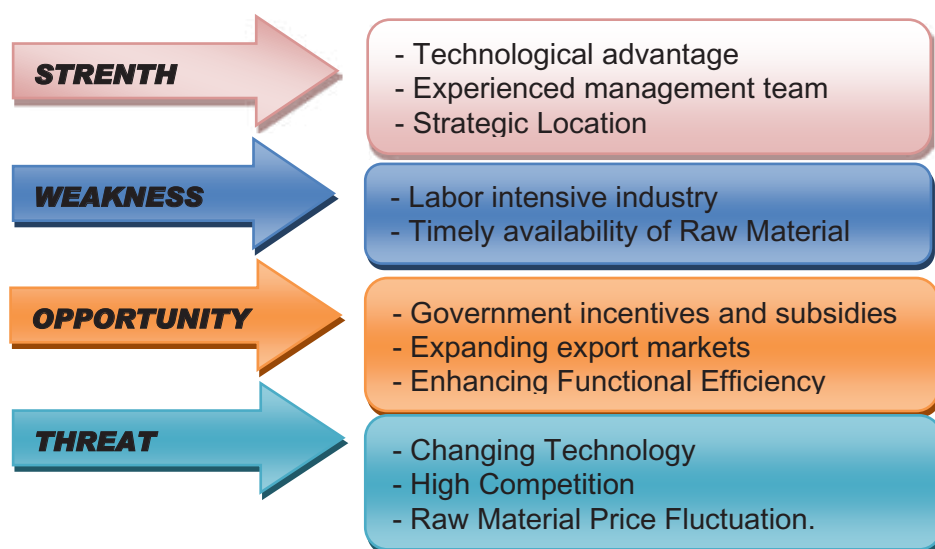 STRENTH
- Technological advantage
- Experienced management team
- Strategic Location
WEAKNESS
- Labor intensive industry
- Timely availability of Raw Material
OPPORTUNITY
- Government incentives and subsidies
- Expanding export markets
- Enhancing Functional Efficiency
THREAT
- Changing Technology
- High Competition
- Raw Material Price Fluctuation.